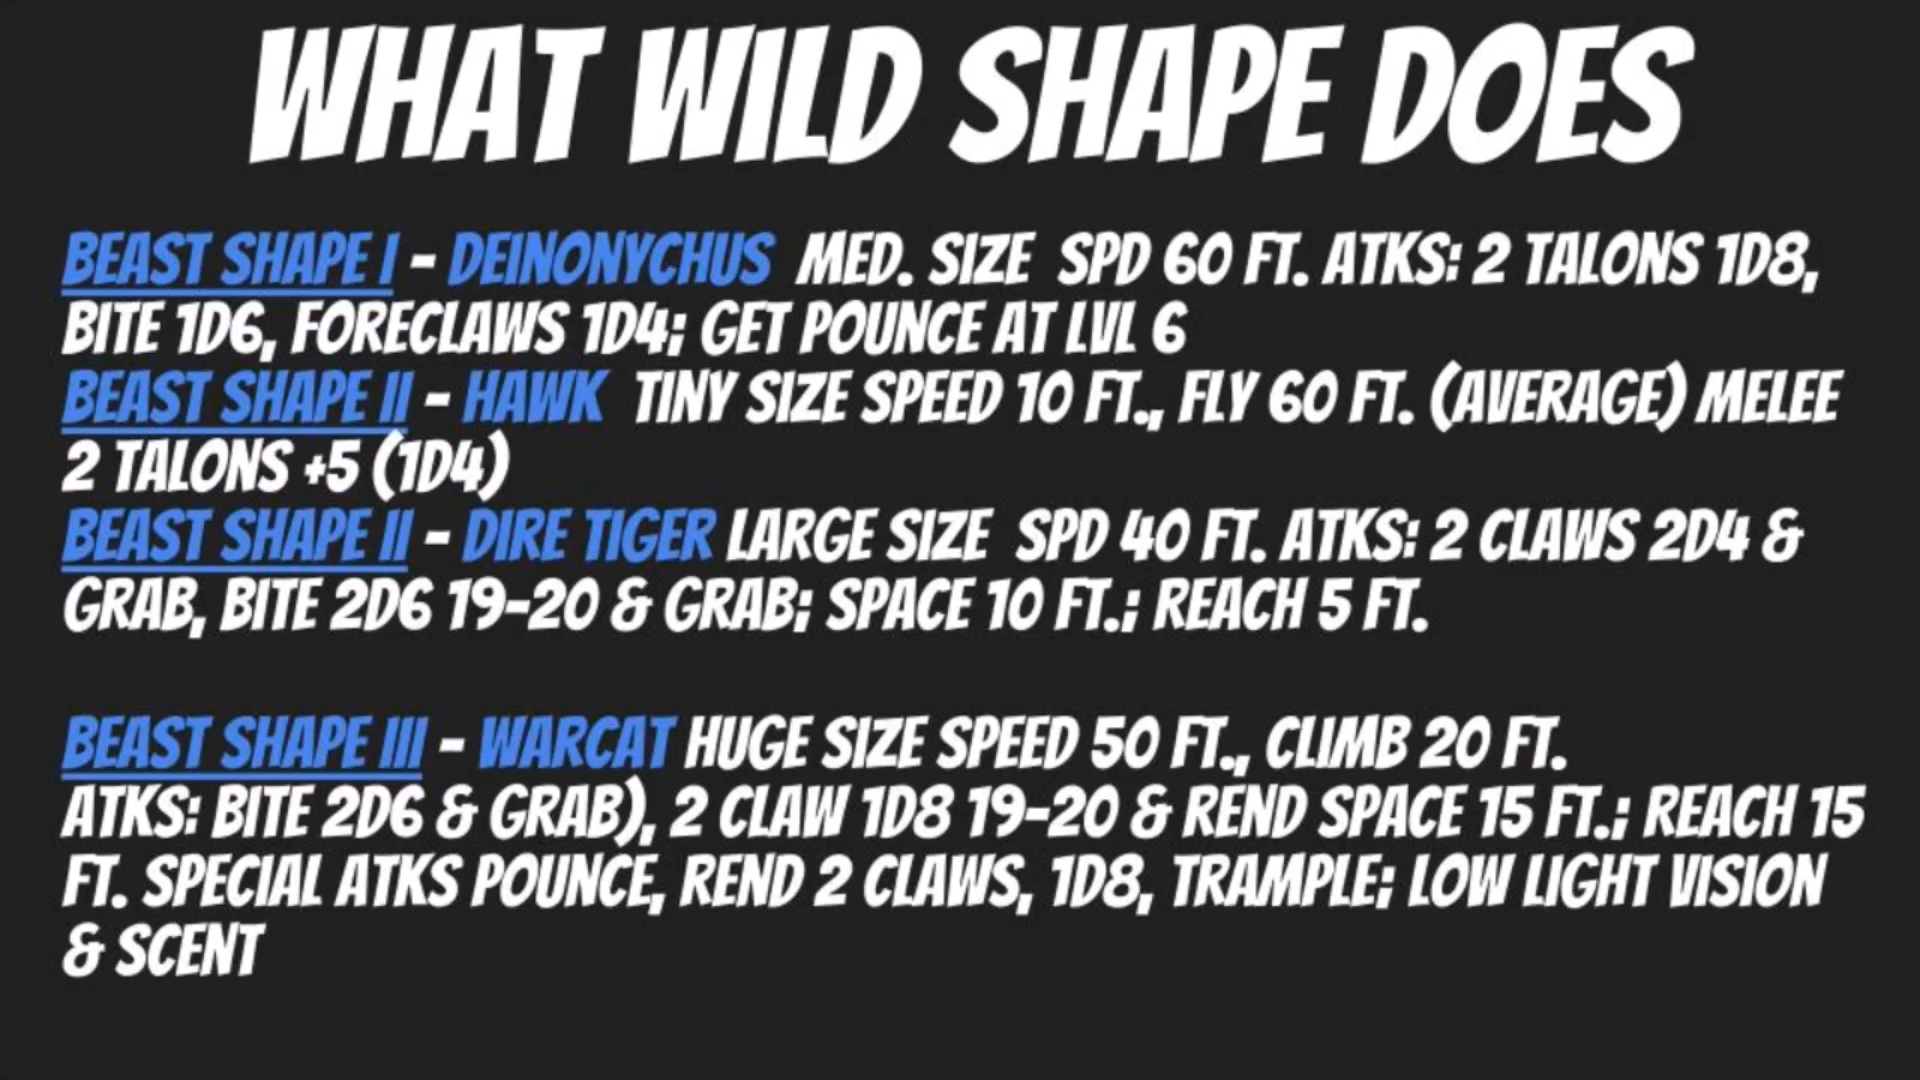 WHAT WILD SHAPE DOES
BEAST SHAPE I - DEINONYCHUS MED. SIZE SPD 60 FT. ATKS: 2 TALONS 1D8,
BITE 1D6, FORECLAWS 1D4; GET POUNCE AT LVL 6
BEAST SHAPE II - HAWK TINY SIZE SPEED 10 FT., FLY 60 FT. (AVERAGE) MELEE
2 TALONS +5 (1D4)
BEAST SHAPE II - DIRE TIGER LARGE SIZE SPD 40 FT. ATKS: 2 CLAWS 2D4 &
GRAB, BITE 2D6 19-20 & GRAB; SPACE 10 FT.; REACH 5 FT.
BEAST SHAPE III - WARCAT HUGE SIZE SPEED 50 FT., CLIMB 20 FT.
ATKS: BITE 2D6 & GRAB), 2 CLAW 1D8 19-20 & REND SPACE 15 FT.; REACH 15
FT. SPECIAL ATKS POUNCE, REND 2 CLAWS, 1D8, TRAMPLE; LOW LIGHT VISION
& SCENT